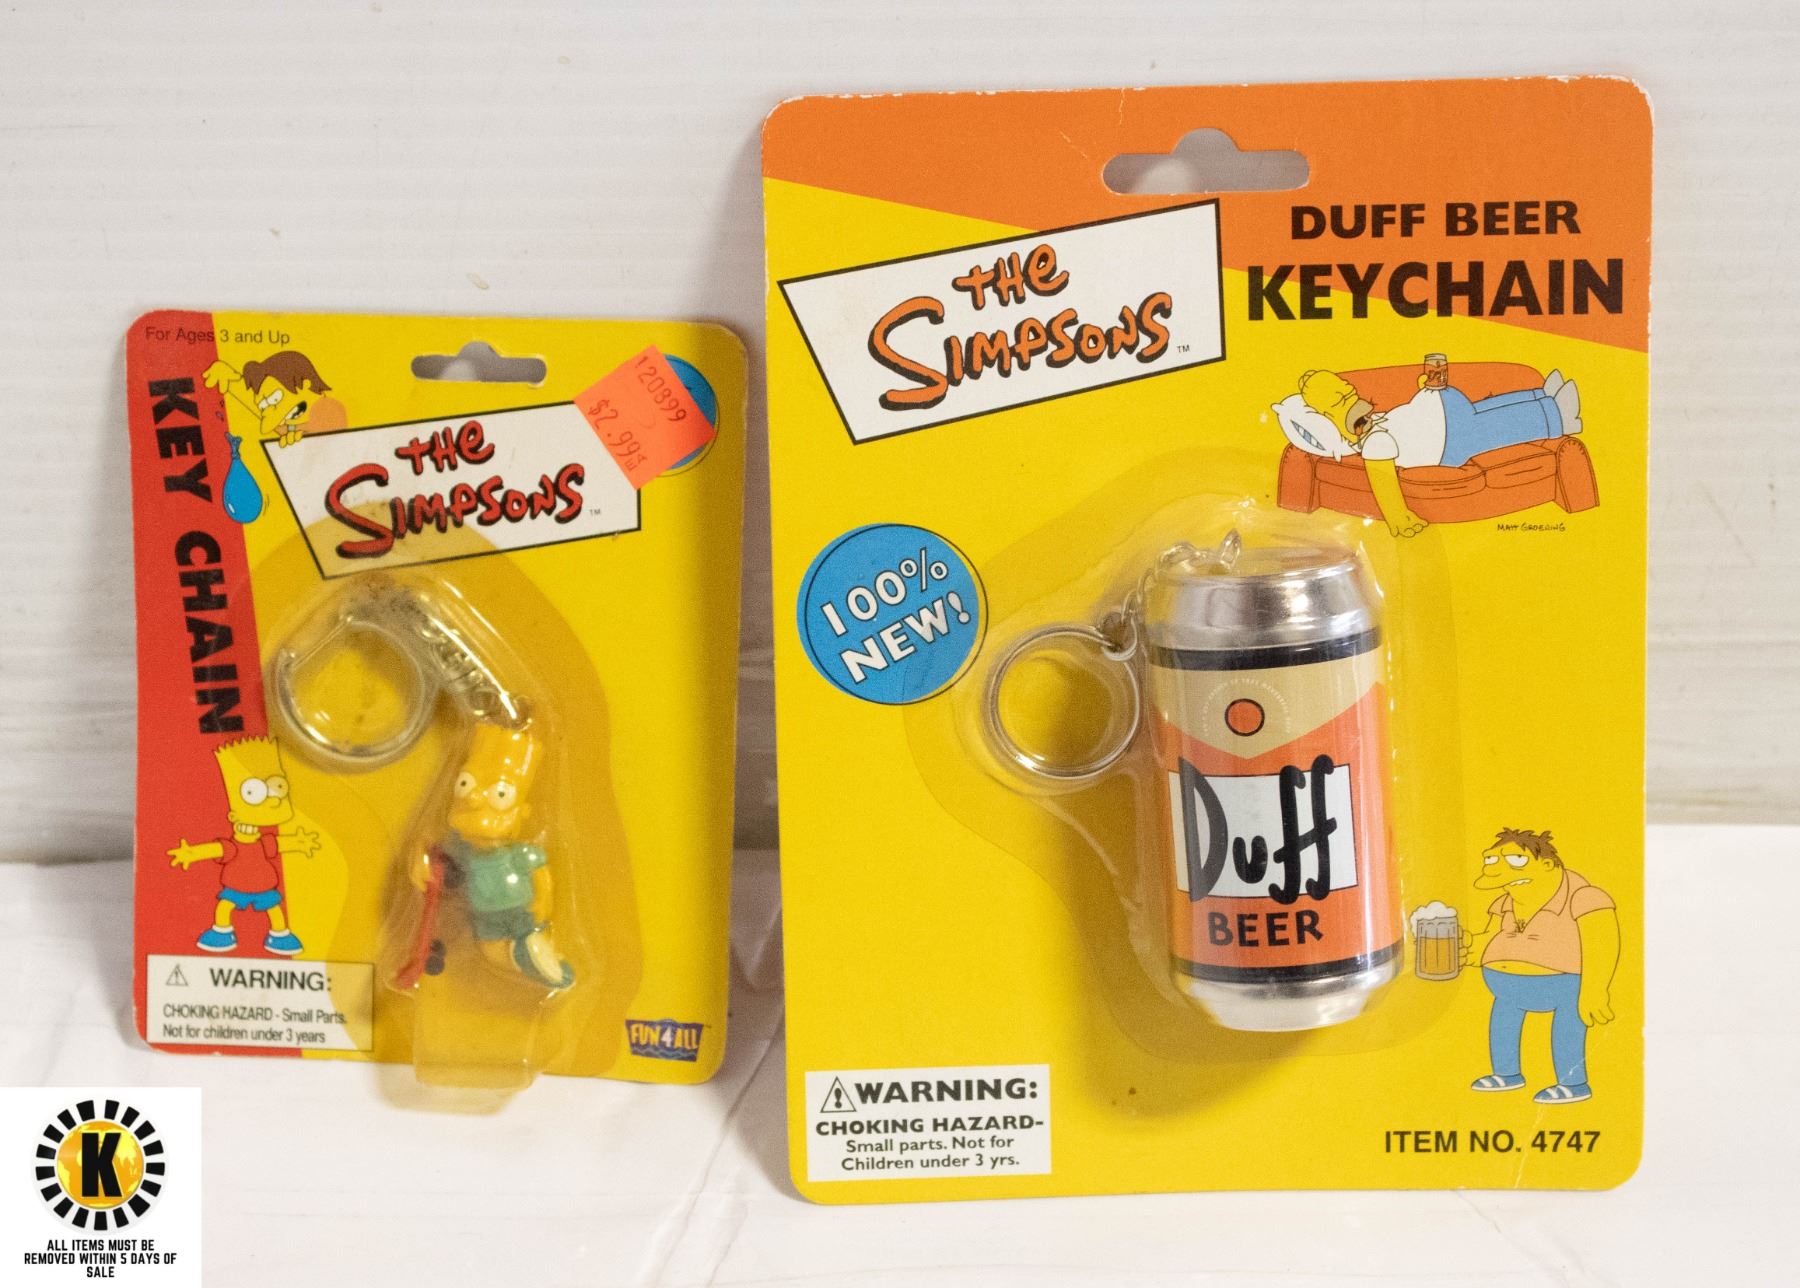 For Ages 3 and Up
KEY CHAIN
THE
SIMPSONS
TM
120899
$2.99
WARNING:
CHOKING HAZARD - Small Parts.
Not for children under 3 years
FUN4ALL
DUFF BEER
KEYCHAIN
THE
SIMPSONS
TM
MATT GROENING
100%
NEW!
Duff
BEER
WARNING:
CHOKING HAZARD-
Small parts. Not for
Children under 3 yrs.
ITEM NO. 4747
K
ALL ITEMS MUST BE
REMOVED WITHIN 5 DAYS OF
SALE